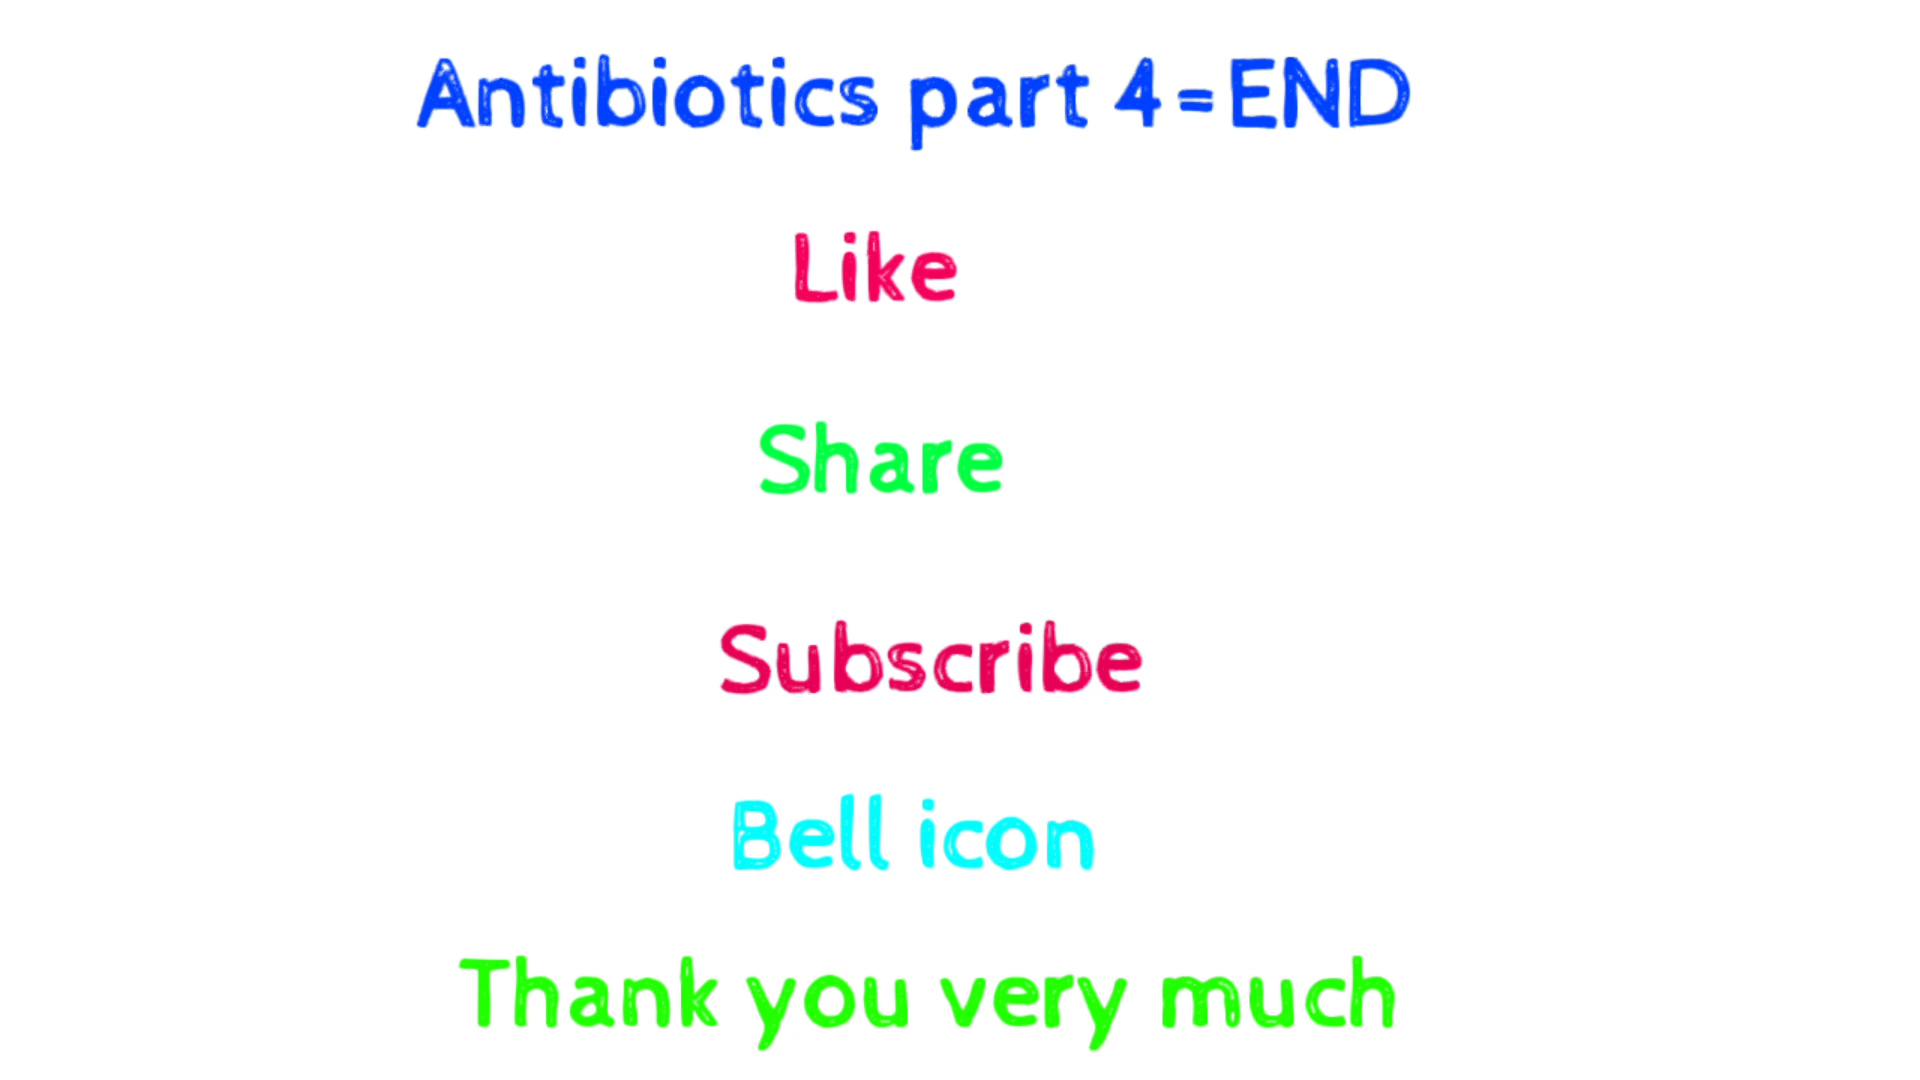 Antibiotics part 4=END
Like
Share
Subscribe
Bell icon
Thank you very much